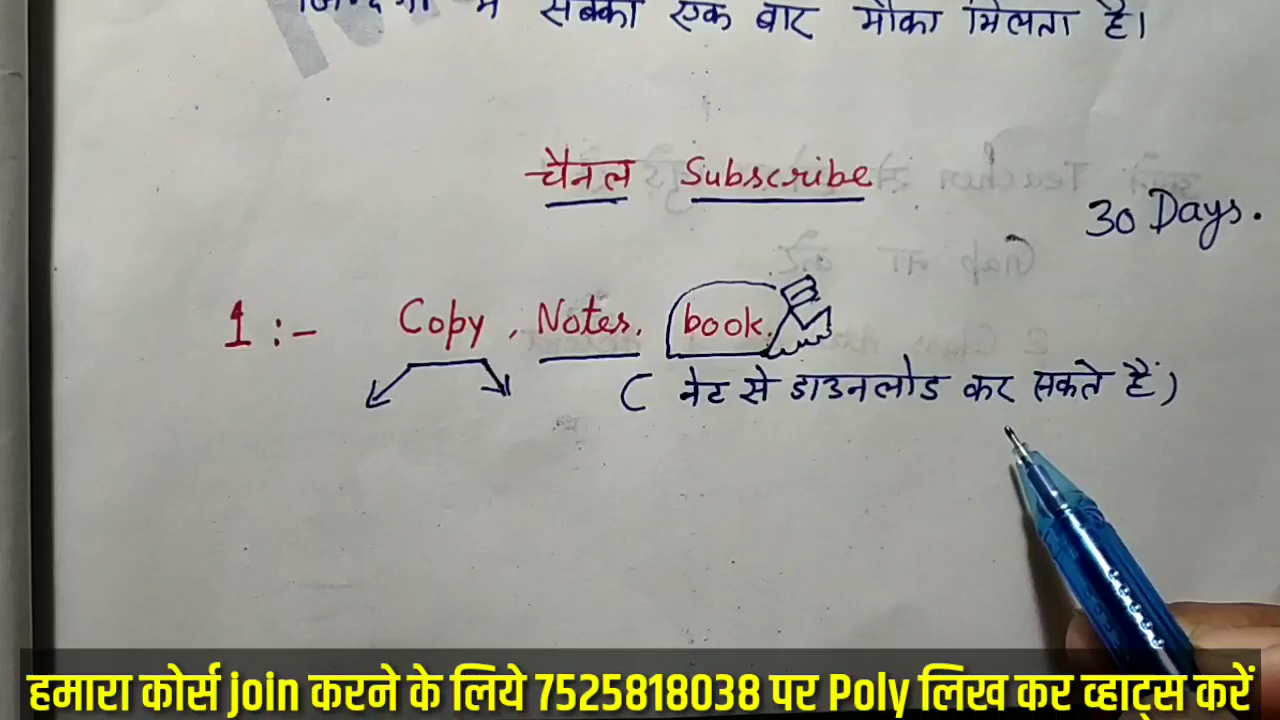 में सबको एक बार मौका मिलता है।
चैनल Subscribe
30 Days.
1 :- Copy, Notes, book.
( नेट से डाउनलोड कर सकते हैं )
हमारा कोर्स join करने के लिये 7525818038 पर Poly लिख कर व्हाट्स करें